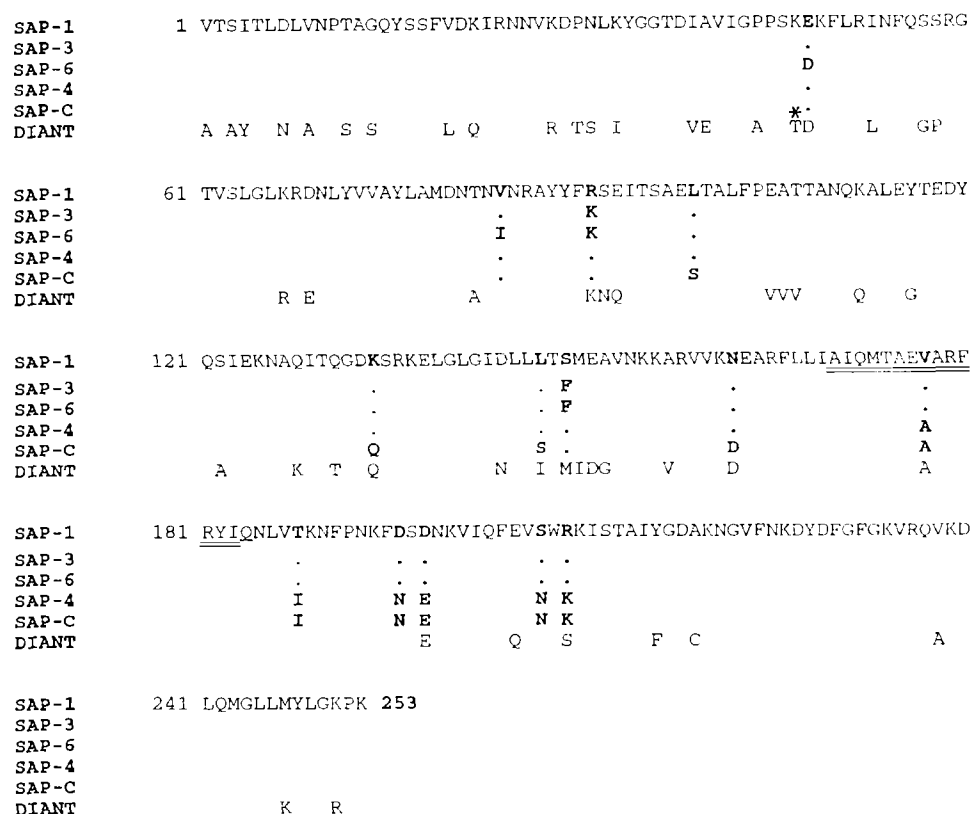 SAP-1 1 VTSITLDLVNPTAGQYSSFVDKIRNNVKDPNLKYGGTDIAVIGPPSKEKFLRINFQSSRG
SAP-3 .
SAP-6 D
SAP-4 .
SAP-C *.
DIANT A AY N A S S L Q R TS I VE A TD L GP
SAP-1 61 TVSLGLKRDNLYVVAYLAMDNTNVNRAYYFRSEITSAELTALFPEATTANQKALEYTEDY
SAP-3 . K .
SAP-6 I K .
SAP-4 . . .
SAP-C . . S
DIANT R E A KNQ VVV Q G
SAP-1 121 QSIEKNAQITQGDKSRKELGLGIDLLLTSMEAVNKKARVVKNEARFLLIAIQMTAEVARF
SAP-3 . . F . .
SAP-6 . . F . .
SAP-4 . . . . A
SAP-C Q S . D A
DIANT A K T Q N I MIDG V D A
SAP-1 181 RYIQNLVTKNFPNKFDSDNKVIQFEVSWRKISTAIYGDAKNGVFNKDYDFGFGKVRQVKD
SAP-3 . . . . .
SAP-6 . . . . .
SAP-4 I N E N K
SAP-C I N E N K
DIANT E Q S F C A
SAP-1 241 LQMGLLMYLGKPK 253
SAP-3
SAP-6
SAP-4
SAP-C
DIANT K R